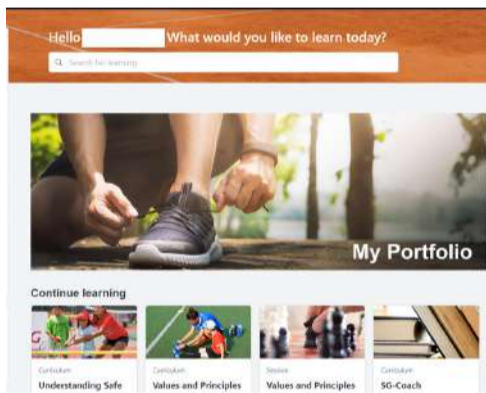 Hello What would you like to learn today?
Search for learning
My Portfolio
Continue learning
Curriculum
Understanding Safe
Curriculum
Values and Principles
Session
Values and Principles
Curriculum
SG-Coach